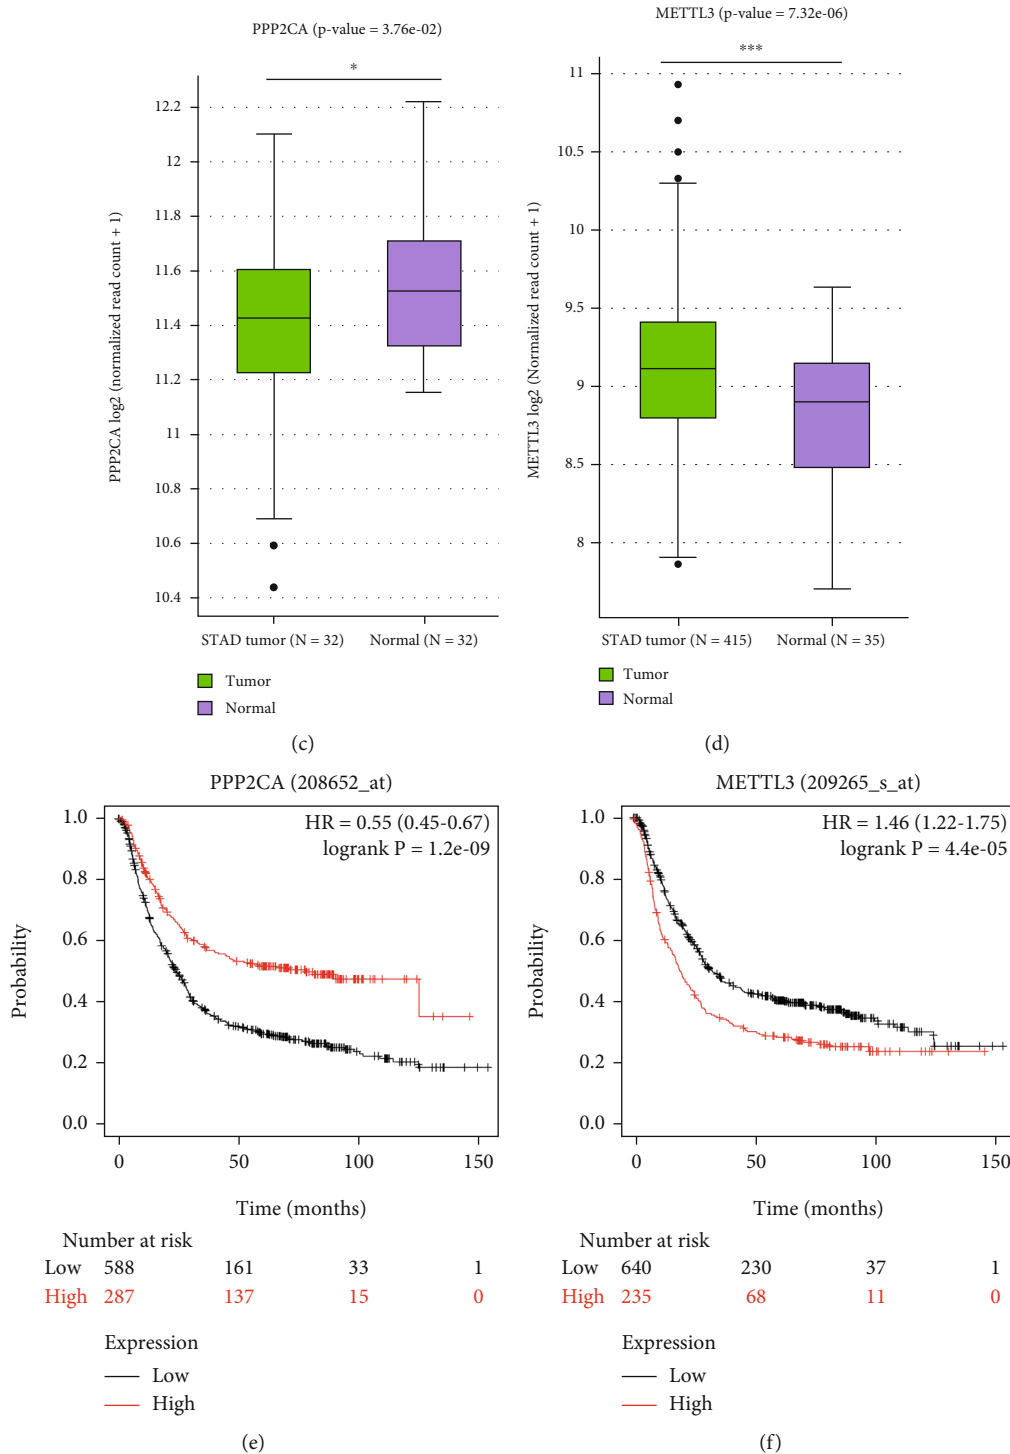 PPP2CA (p-value = 3.76e-02)
*
12.2
12
11.8
11.6
11.4
11.2
11
10.8
10.6
10.4
PPP2CA log2 (normalized read count + 1)
STAD tumor (N = 32)
Normal (N = 32)
Tumor
Normal
(c)
METTL3 (p-value = 7.32e-06)
***
11
10.5
10
9.5
9
8.5
8
METTL3 log2 (Normalized read count + 1)
STAD tumor (N = 415)
Normal (N = 35)
Tumor
Normal
(d)
PPP2CA (208652_at)
HR = 0.55 (0.45-0.67)
logrank P = 1.2e-09
1.0
0.8
0.6
0.4
0.2
0.0
Probability
0 50 100 150
Time (months)
Number at risk
Low 588 161 33 1
High 287 137 15 0
Expression
Low
High
(e)
METTL3 (209265_s_at)
HR = 1.46 (1.22-1.75)
logrank P = 4.4e-05
1.0
0.8
0.6
0.4
0.2
0.0
Probability
0 50 100 150
Time (months)
Number at risk
Low 640 230 37 1
High 235 68 11 0
Expression
Low
High
(f)